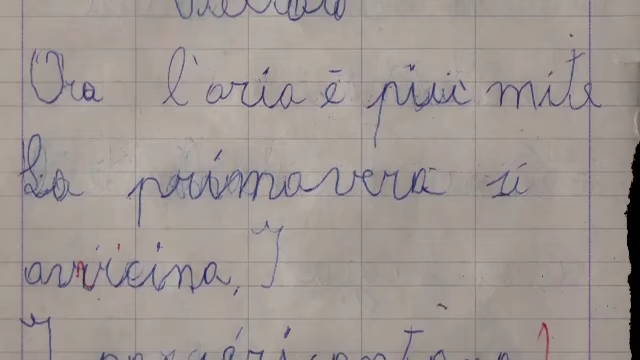 Ora l'aria è più mite
La primavera si
avvicina. I
I